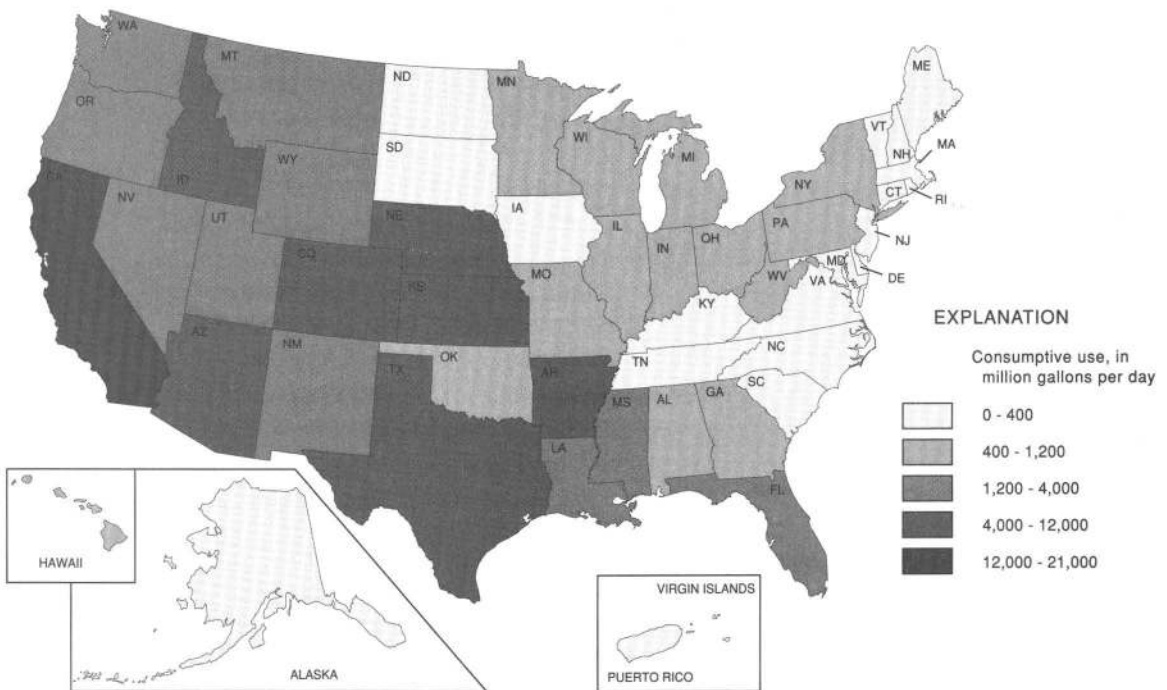 WA
MT
ND
MN
ME
OR
VT
WI
NH
MA
SD
ID
WY
MI
NY
CT
RI
CA
NV
UT
NE
IA
PA
NJ
IL
IN
OH
MD
DE
CO
KS
MO
WV
VA
KY
AZ
NM
OK
TN
NC
TX
AR
SC
MS
AL
GA
LA
FL
HAWAII
ALASKA
VIRGIN ISLANDS
PUERTO RICO
EXPLANATION
Consumptive use, in
million gallons per day
0 - 400
400 - 1,200
1,200 - 4,000
4,000 - 12,000
12,000 - 21,000